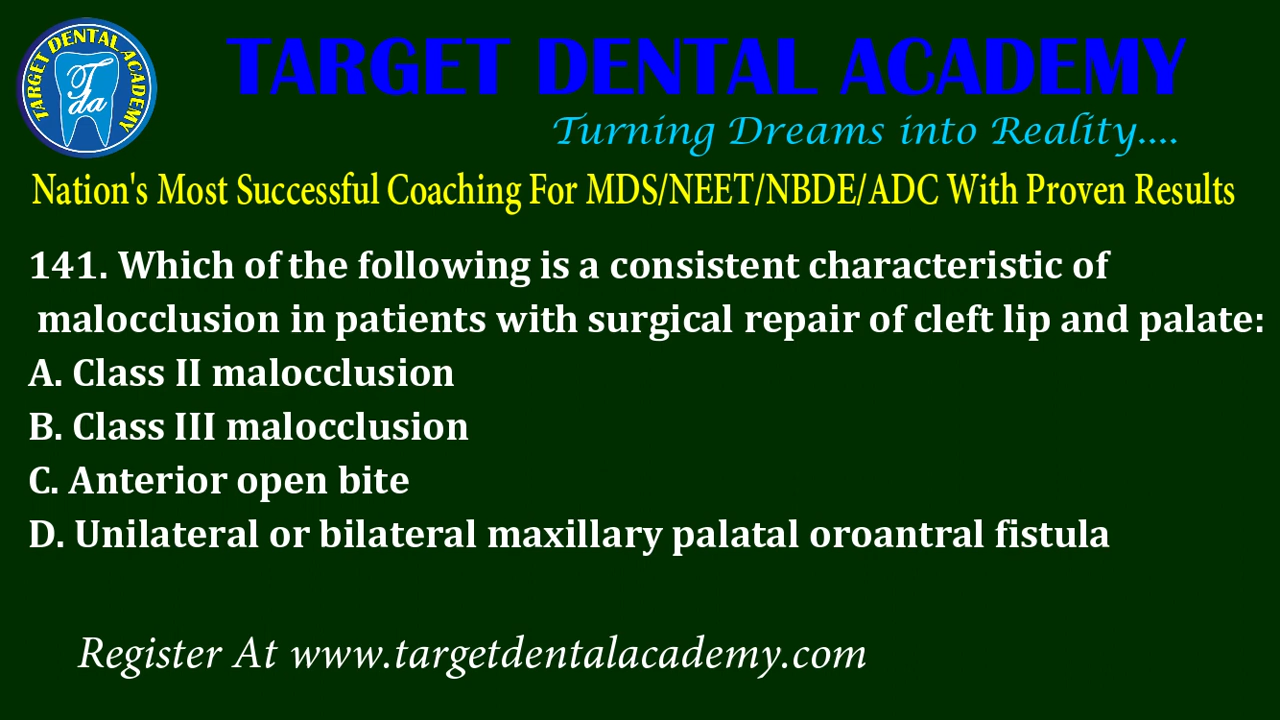 TARGET DENTAL ACADEMY
Tda
TARGET DENTAL ACADEMY
Turning Dreams into Reality....
Nation's Most Successful Coaching For MDS/NEET/NBDE/ADC With Proven Results
141. Which of the following is a consistent characteristic of
malocclusion in patients with surgical repair of cleft lip and palate:
A. Class II malocclusion
B. Class III malocclusion
C. Anterior open bite
D. Unilateral or bilateral maxillary palatal oroantral fistula
Register At www.targetdentalacademy.com